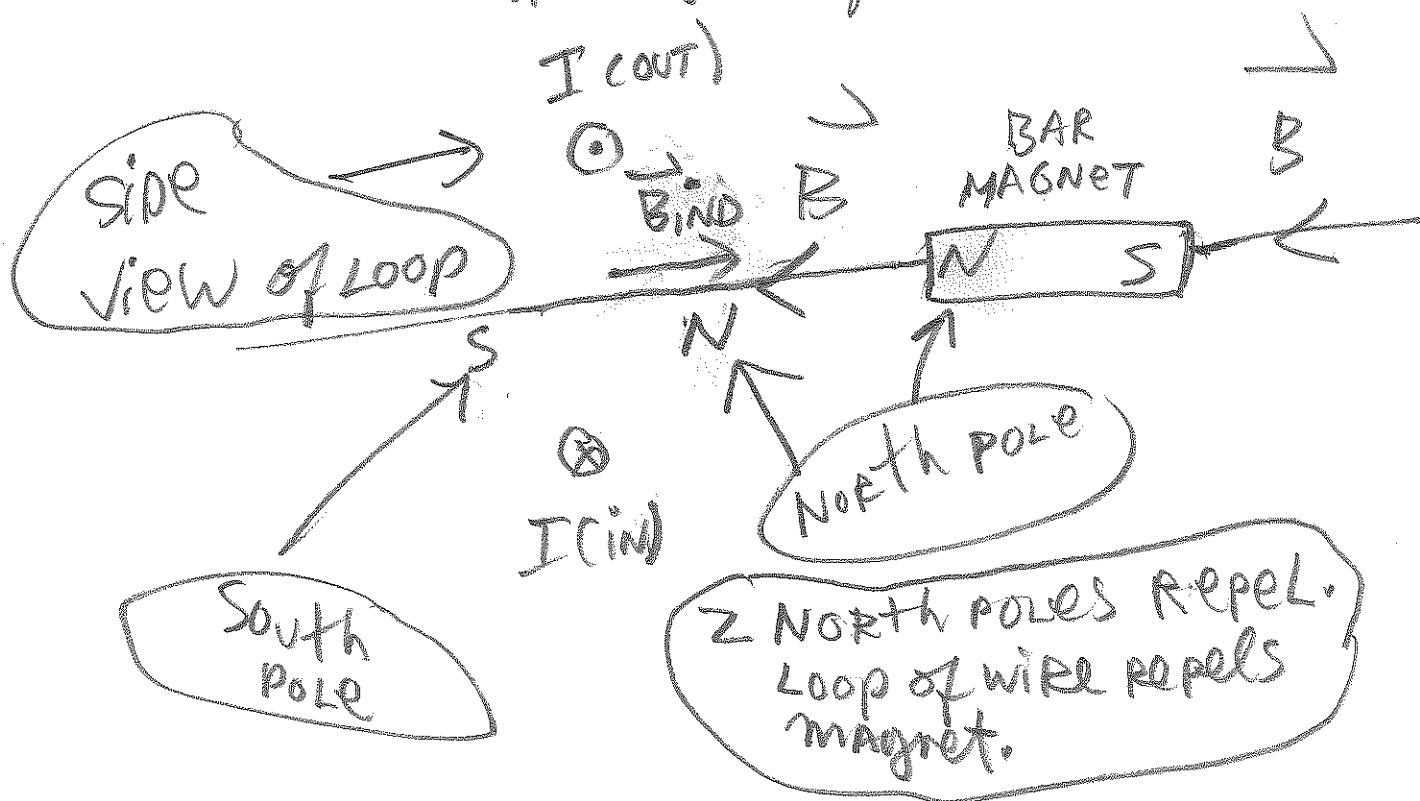 I (OUT)
Side
View of Loop
B IND
B
BAR
MAGNET
B
N
S
S
N
North pole
I (iN)
South
pole
2 North poles Repel.
Loop of wire repels
magnet.